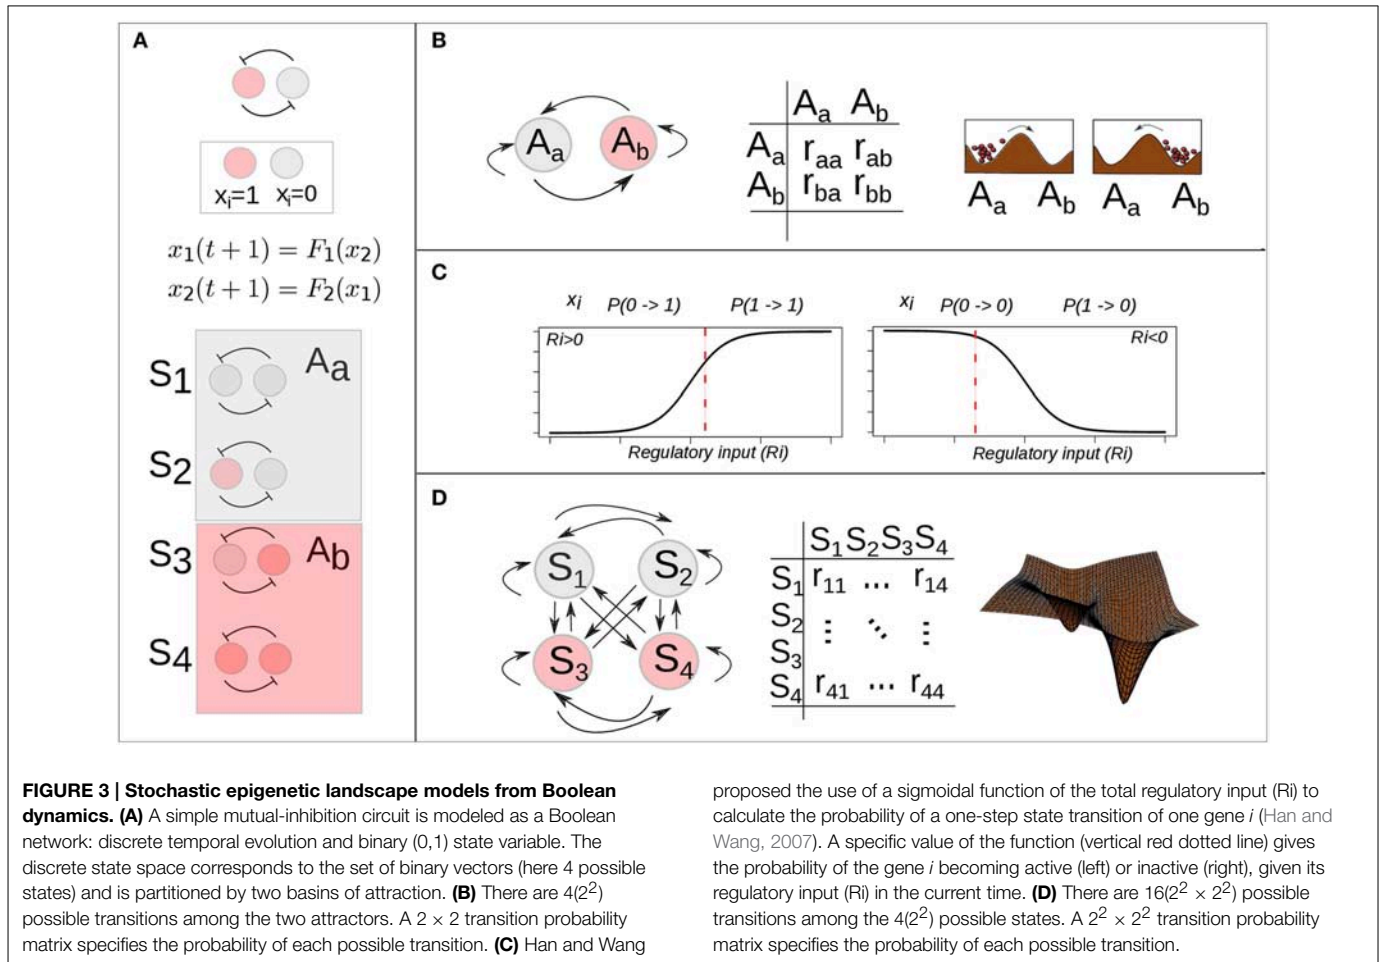 A
xᵢ=1 xᵢ=0
x₁(t + 1) = F₁(x₂)
x₂(t + 1) = F₂(x₁)
S₁ Aₐ
S₂
S₃ A_b
S₄
B
Aₐ A_b
Aₐ A_b
Aₐ rₐₐ r_ab
A_b r_ba r_bb
Aₐ A_b Aₐ A_b
C
xᵢ P(0 -> 1) P(1 -> 1)
Ri>0
Regulatory input (Ri)
xᵢ P(0 -> 0) P(1 -> 0)
Ri<0
Regulatory input (Ri)
D
S₁ S₂
S₃ S₄
S₁S₂S₃S₄
S₁ r₁₁ ... r₁₄
S₂
S₃
S₄ r₄₁ ... r₄₄
FIGURE 3 | Stochastic epigenetic landscape models from Boolean
dynamics. (A) A simple mutual-inhibition circuit is modeled as a Boolean
network: discrete temporal evolution and binary (0,1) state variable. The
discrete state space corresponds to the set of binary vectors (here 4 possible
states) and is partitioned by two basins of attraction. (B) There are 4(2²)
possible transitions among the two attractors. A 2 × 2 transition probability
matrix specifies the probability of each possible transition. (C) Han and Wang
proposed the use of a sigmoidal function of the total regulatory input (Ri) to
calculate the probability of a one-step state transition of one gene i (Han and
Wang, 2007). A specific value of the function (vertical red dotted line) gives
the probability of the gene i becoming active (left) or inactive (right), given its
regulatory input (Ri) in the current time. (D) There are 16(2² × 2²) possible
transitions among the 4(2²) possible states. A 2² × 2² transition probability
matrix specifies the probability of each possible transition.